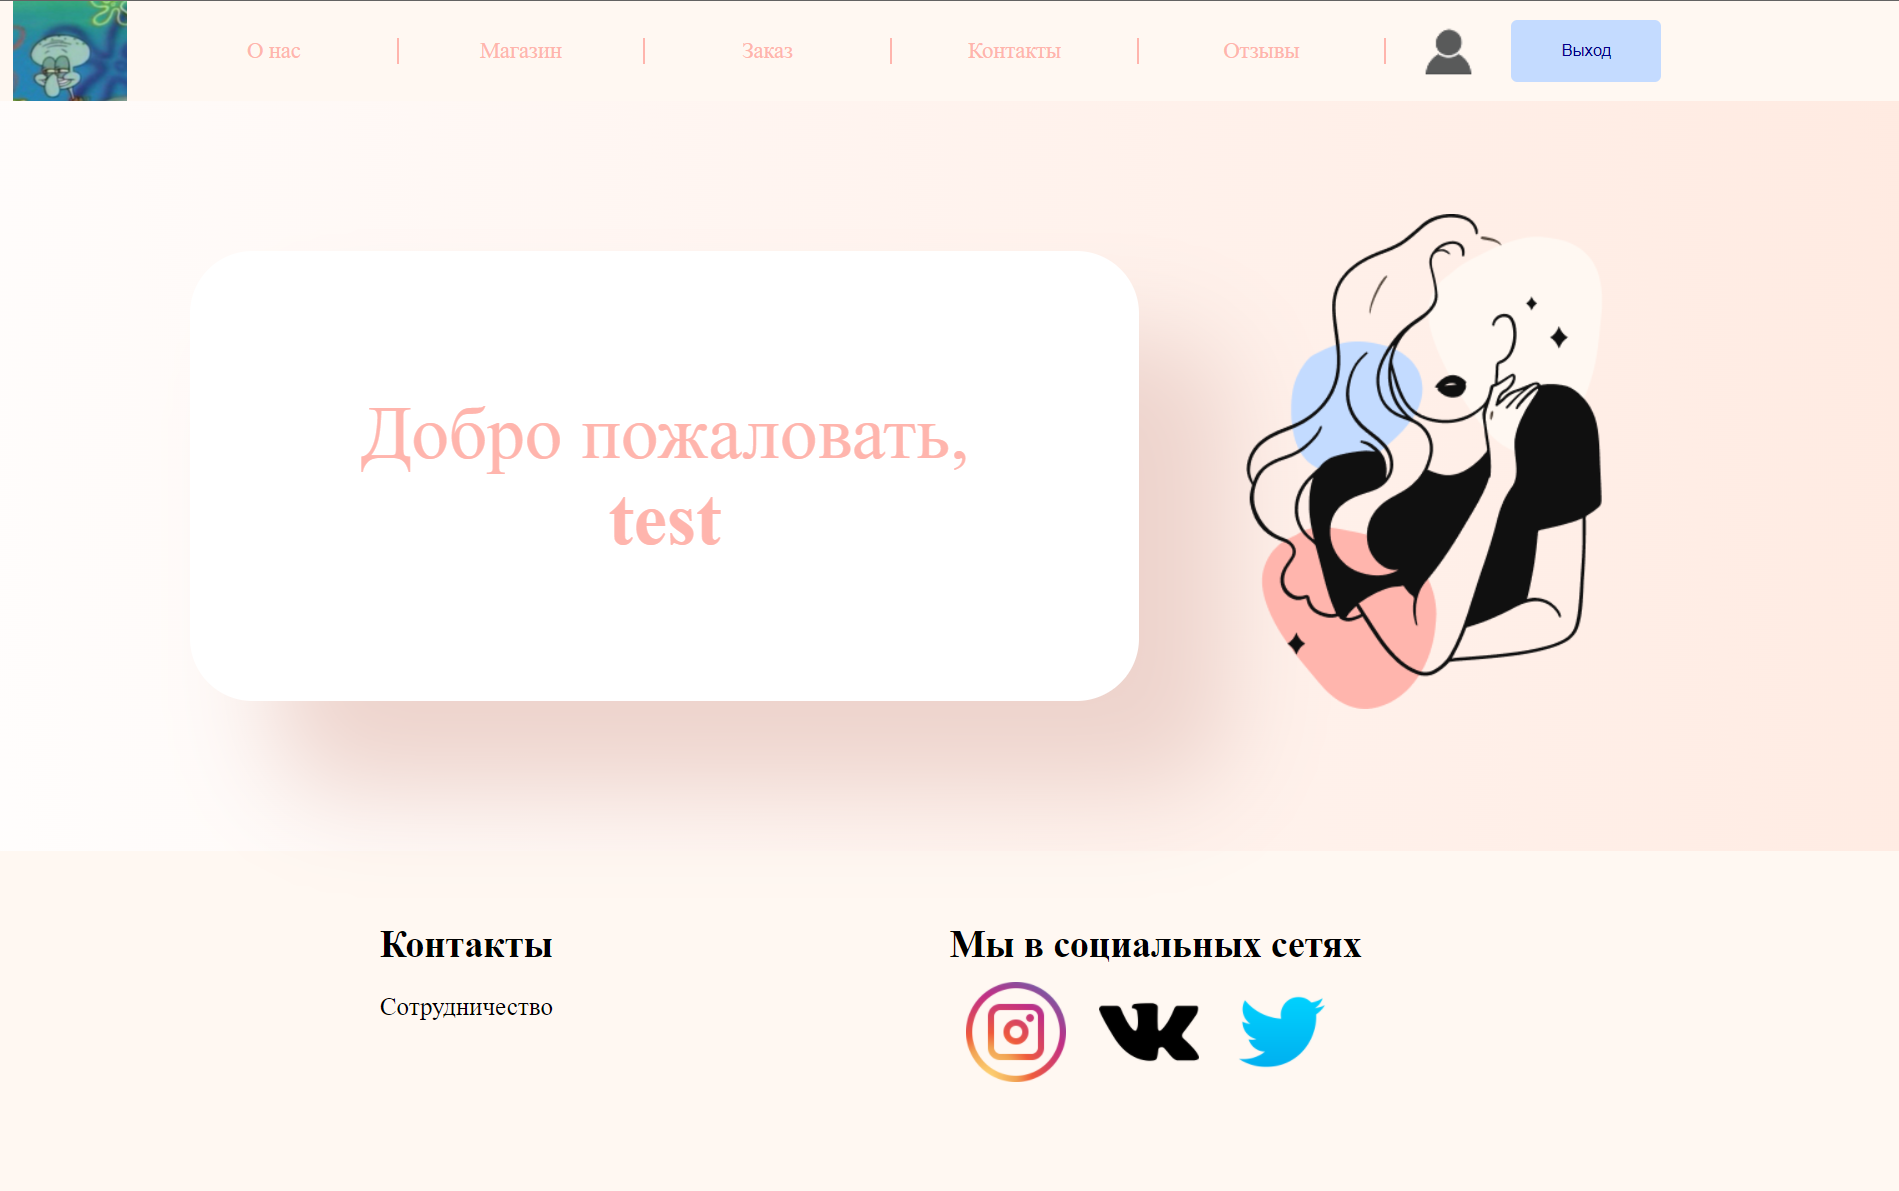 О нас
Магазин
Заказ
Контакты
Отзывы
Выход
Добро пожаловать,
test
Контакты
Мы в социальных сетях
Сотрудничество